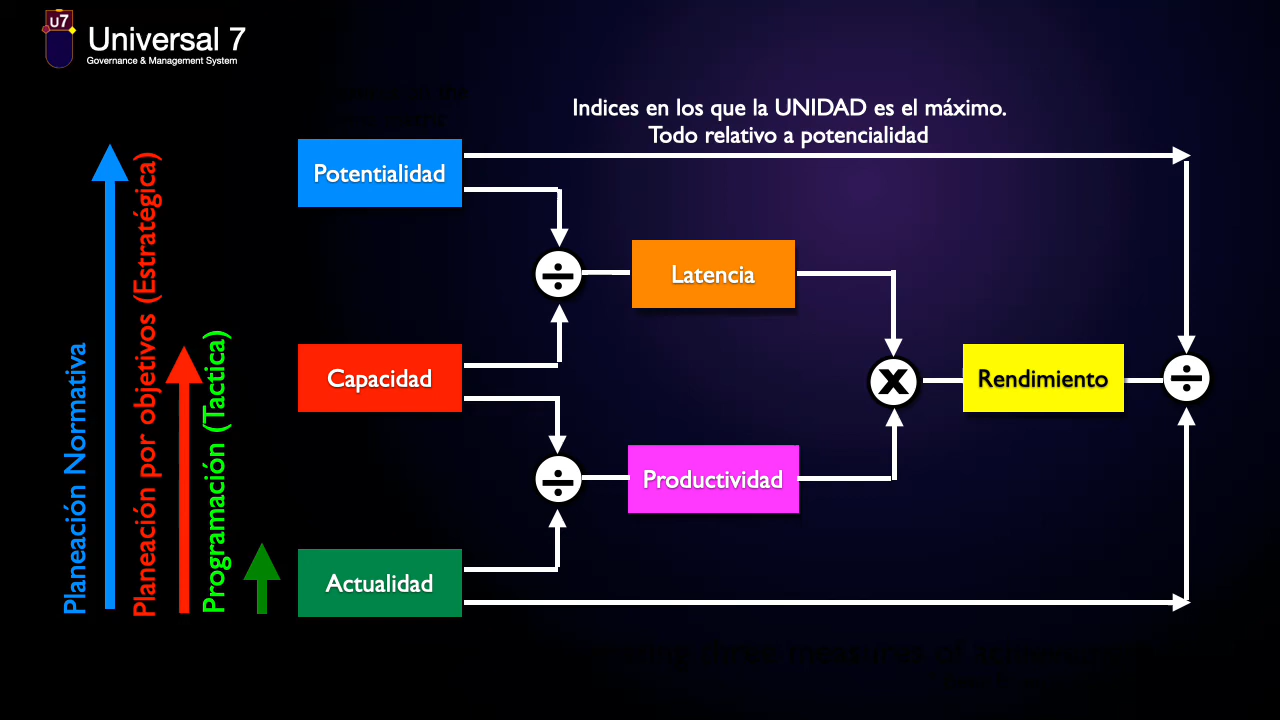 U7
Universal 7
Governance & Management System
Indices en los que la UNIDAD es el máximo.
Todo relativo a potencialidad
Planeación Normativa
Planeación por objetivos (Estratégica)
Programación (Tactica)
Potentialidad
÷
Latencia
Capacidad
X
Rendimiento
÷
÷
Productividad
Actualidad